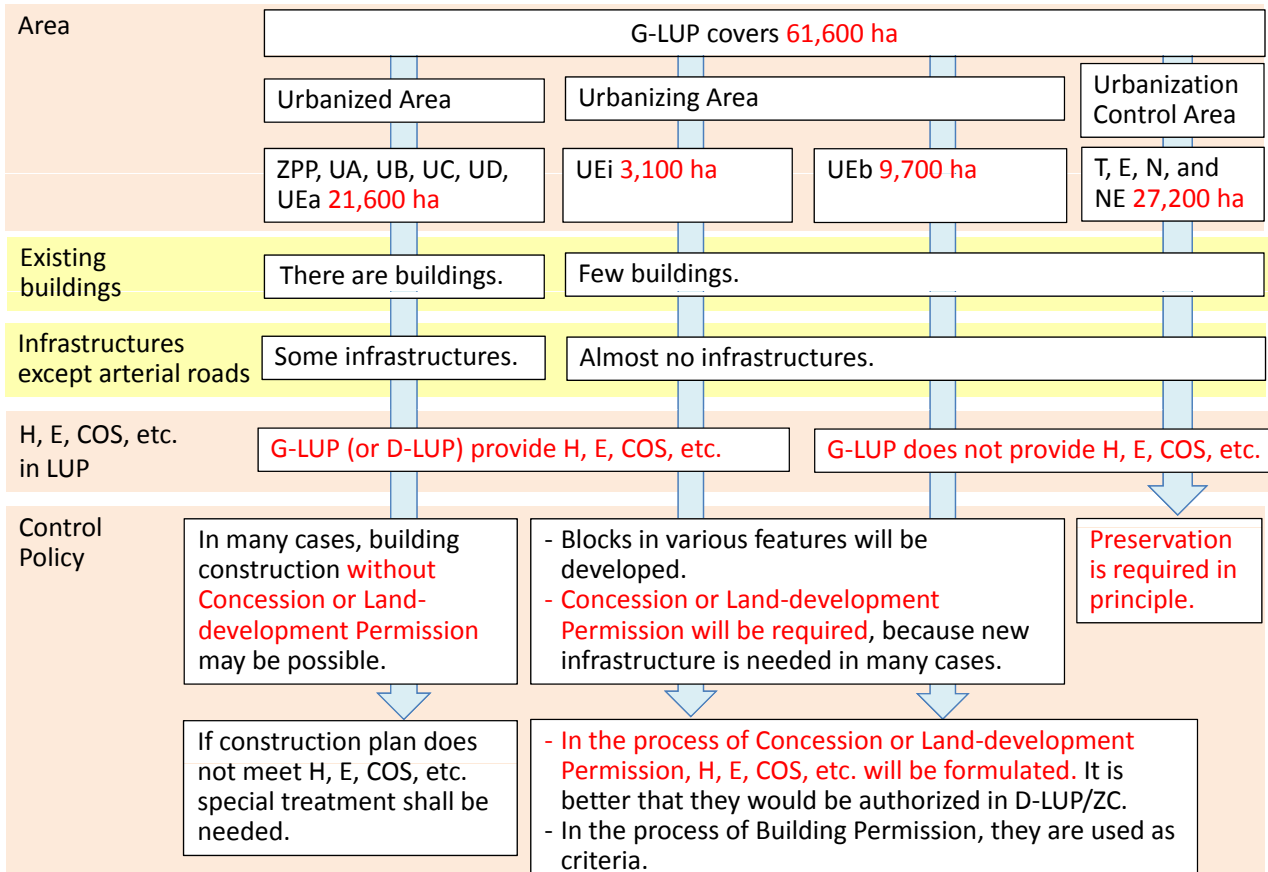 Area
G-LUP covers 61,600 ha
Urbanized Area
Urbanizing Area
Urbanization
Control Area
ZPP, UA, UB, UC, UD,
UEa 21,600 ha
UEi 3,100 ha
UEb 9,700 ha
T, E, N, and
NE 27,200 ha
Existing
buildings
There are buildings.
Few buildings.
Infrastructures
except arterial roads
Some infrastructures.
Almost no infrastructures.
H, E, COS, etc.
in LUP
G-LUP (or D-LUP) provide H, E, COS, etc.
G-LUP does not provide H, E, COS, etc.
Control
Policy
In many cases, building
construction without
Concession or Land-
development Permission
may be possible.
- Blocks in various features will be
developed.
- Concession or Land-development
Permission will be required, because new
infrastructure is needed in many cases.
Preservation
is required in
principle.
If construction plan does
not meet H, E, COS, etc.
special treatment shall be
needed.
- In the process of Concession or Land-development
Permission, H, E, COS, etc. will be formulated. It is
better that they would be authorized in D-LUP/ZC.
- In the process of Building Permission, they are used as
criteria.